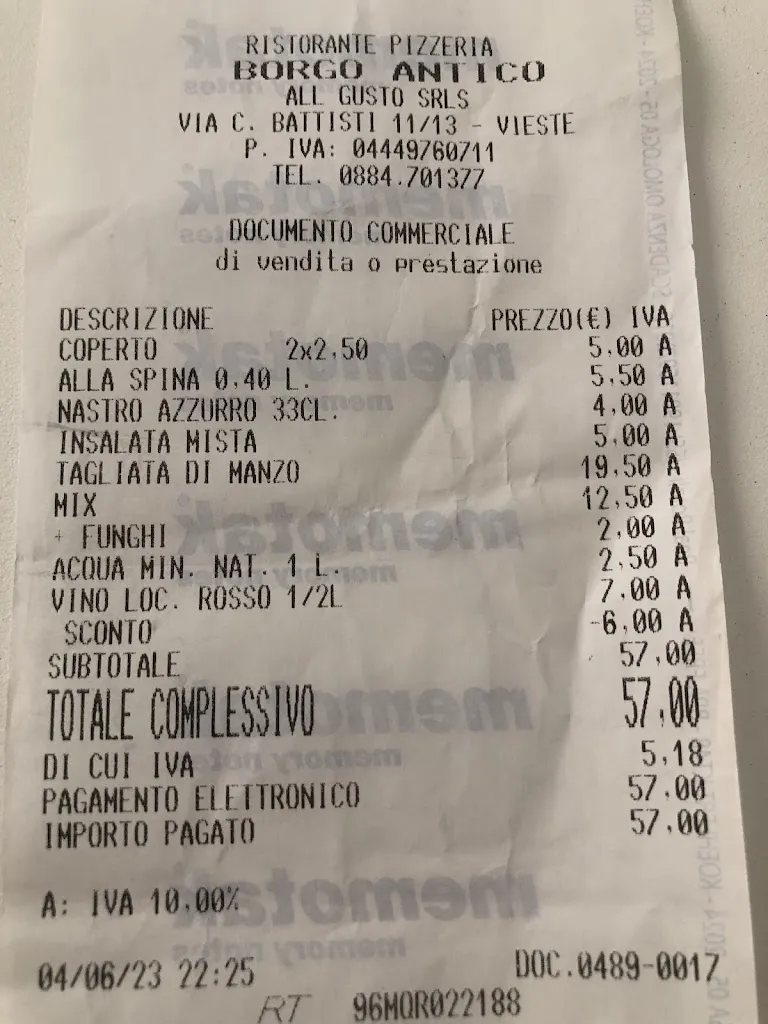 RISTORANTE PIZZERIA
BORGO ANTICO
ALL GUSTO SRLS
VIA C. BATTISTI 11/13 - VIESTE
P. IVA: 04449760711
TEL. 0884.701377
DOCUMENTO COMMERCIALE
di vendita o prestazione
DESCRIZIONE PREZZO(€) IVA
COPERTO 2x2,50 5,00 A
ALLA SPINA 0,40 L. 5,50 A
NASTRO AZZURRO 33CL. 4,00 A
INSALATA MISTA 5,00 A
TAGLIATA DI MANZO 19,50 A
MIX 12,50 A
+ FUNGHI 2,00 A
ACQUA MIN. NAT. 1 L. 2,50 A
VINO LOC. ROSSO 1/2L 7,00 A
SCONTO -6,00 A
SUBTOTALE 57,00
TOTALE COMPLESSIVO 57,00
DI CUI IVA 5,18
PAGAMENTO ELETTRONICO 57,00
IMPORTO PAGATO 57,00
A: IVA 10,00%
04/06/23 22:25 DOC.0489-0017
RT 96MOR022188